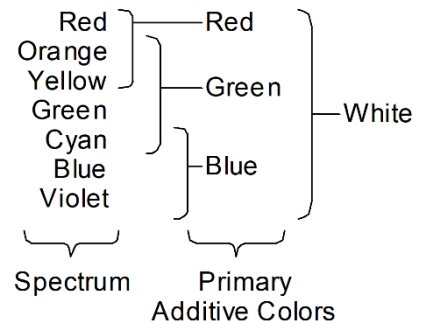 Red
Orange
Yellow
Green
Cyan
Blue
Violet
Red
Green
Blue
White
Spectrum
Primary
Additive Colors